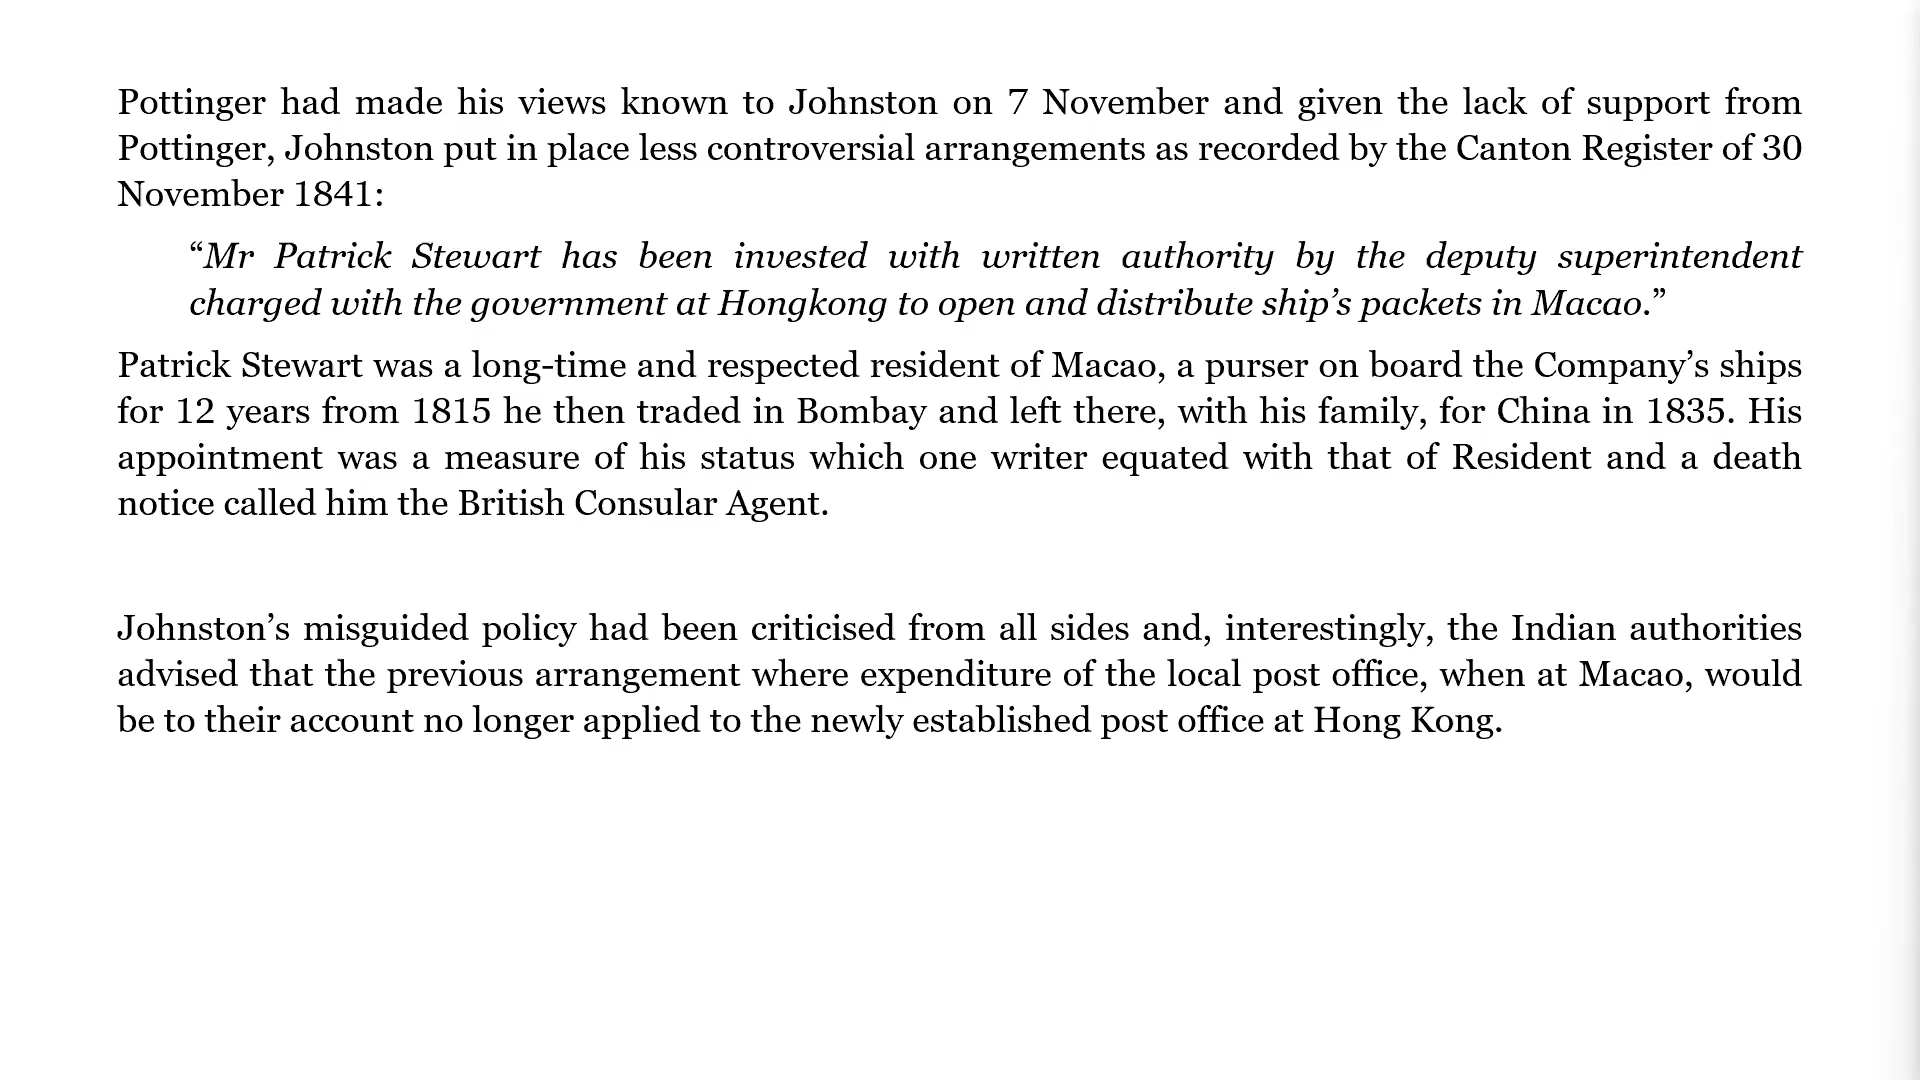 Pottinger had made his views known to Johnston on 7 November and given the lack of support from
Pottinger, Johnston put in place less controversial arrangements as recorded by the Canton Register of 30
November 1841:
“Mr Patrick Stewart has been invested with written authority by the deputy superintendent
charged with the government at Hongkong to open and distribute ship’s packets in Macao.”
Patrick Stewart was a long-time and respected resident of Macao, a purser on board the Company’s ships
for 12 years from 1815 he then traded in Bombay and left there, with his family, for China in 1835. His
appointment was a measure of his status which one writer equated with that of Resident and a death
notice called him the British Consular Agent.
Johnston’s misguided policy had been criticised from all sides and, interestingly, the Indian authorities
advised that the previous arrangement where expenditure of the local post office, when at Macao, would
be to their account no longer applied to the newly established post office at Hong Kong.